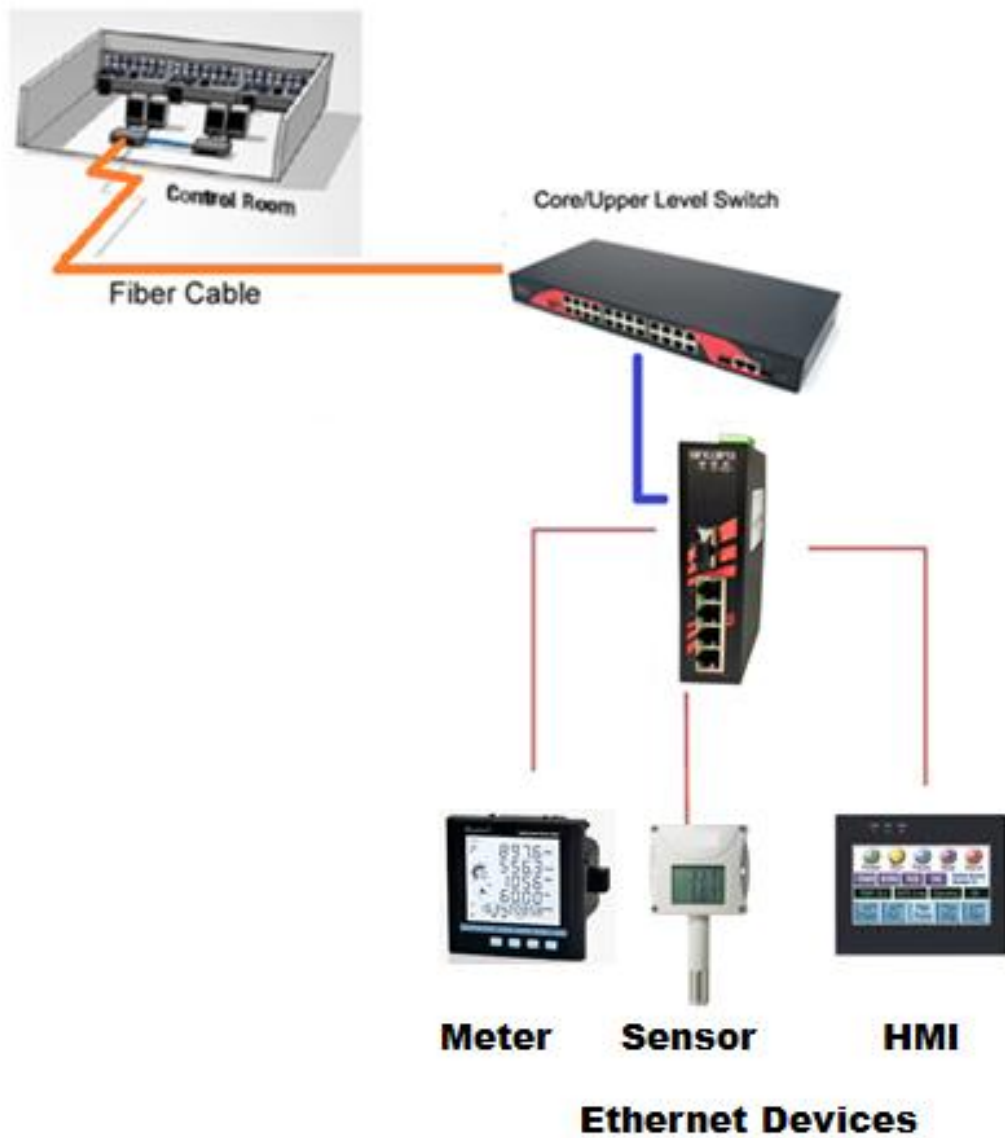 Control Room
Core/Upper Level Switch
Fiber Cable
Meter
Sensor
HMI
Ethernet Devices